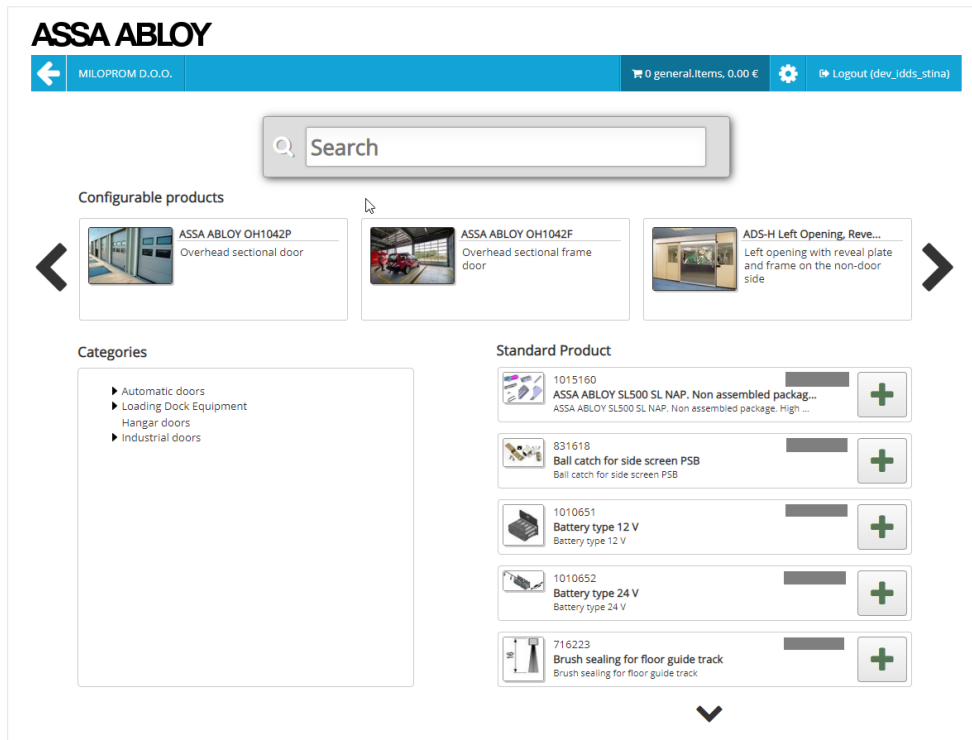 ASSA ABLOY
MILOPROM D.O.O.
0 general.Items, 0.00 €
Logout (dev_idds_stina)
Search
Configurable products
ASSA ABLOY OH1042P
Overhead sectional door
ASSA ABLOY OH1042F
Overhead sectional frame
door
ADS-H Left Opening, Reve...
Left opening with reveal plate
and frame on the non-door
side
Categories
Automatic doors
Loading Dock Equipment
Hangar doors
Industrial doors
Standard Product
1015160
ASSA ABLOY SL500 SL NAP. Non assembled packag...
ASSA ABLOY SL500 SL NAP. Non assembled package. High ...
831618
Ball catch for side screen PSB
Ball catch for side screen PSB
1010651
Battery type 12 V
Battery type 12 V
1010652
Battery type 24 V
Battery type 24 V
16
716223
Brush sealing for floor guide track
Brush sealing for floor guide track